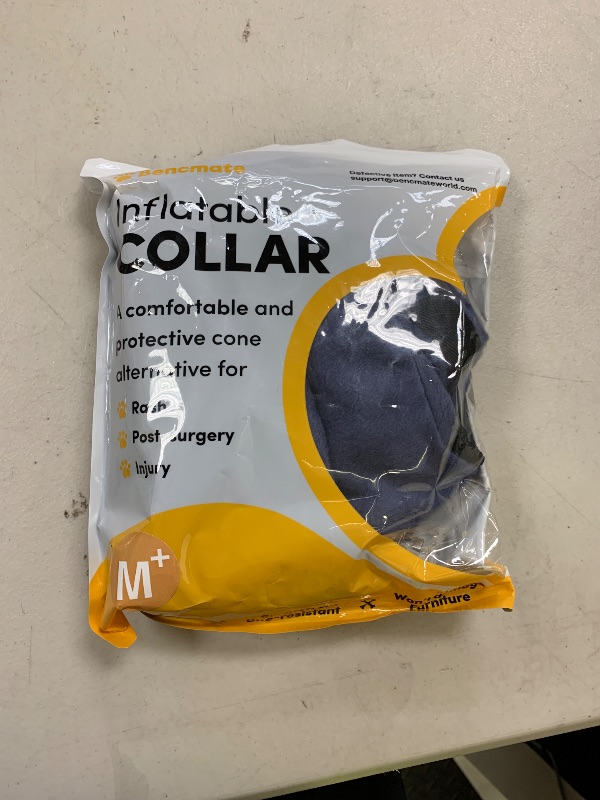 Bencmate
Defective item? Contact us
support@bencmateworld.com
Inflatable
COLLAR
A comfortable and
protective cone
alternative for
Rash
Post-surgery
Injury
M+
Furniture